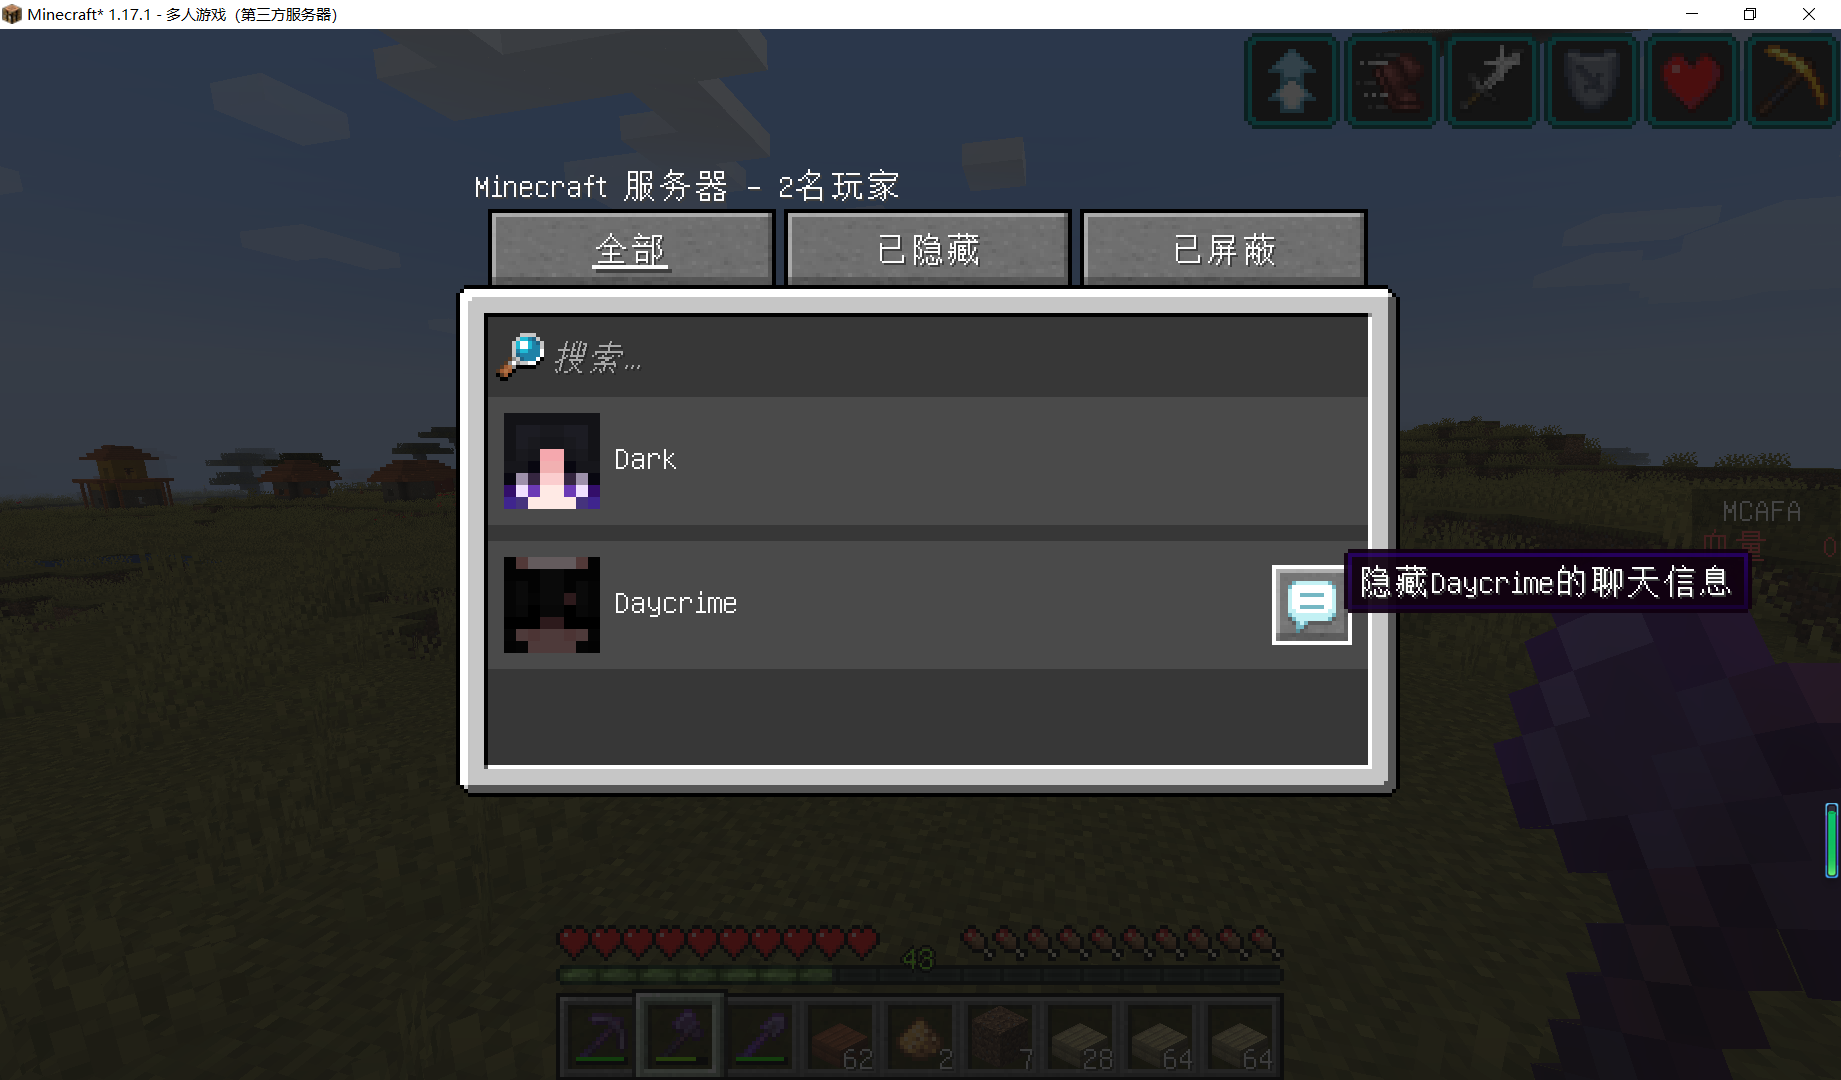 Minecraft* 1.17.1 - 多人游戏（第三方服务器）
Minecraft 服务器 - 2名玩家
全部
已隐藏
已屏蔽
搜索...
Dark
MCAFA
血量 0
隐藏Daycrime的聊天信息
Daycrime
48
62
2
7
28
64
64